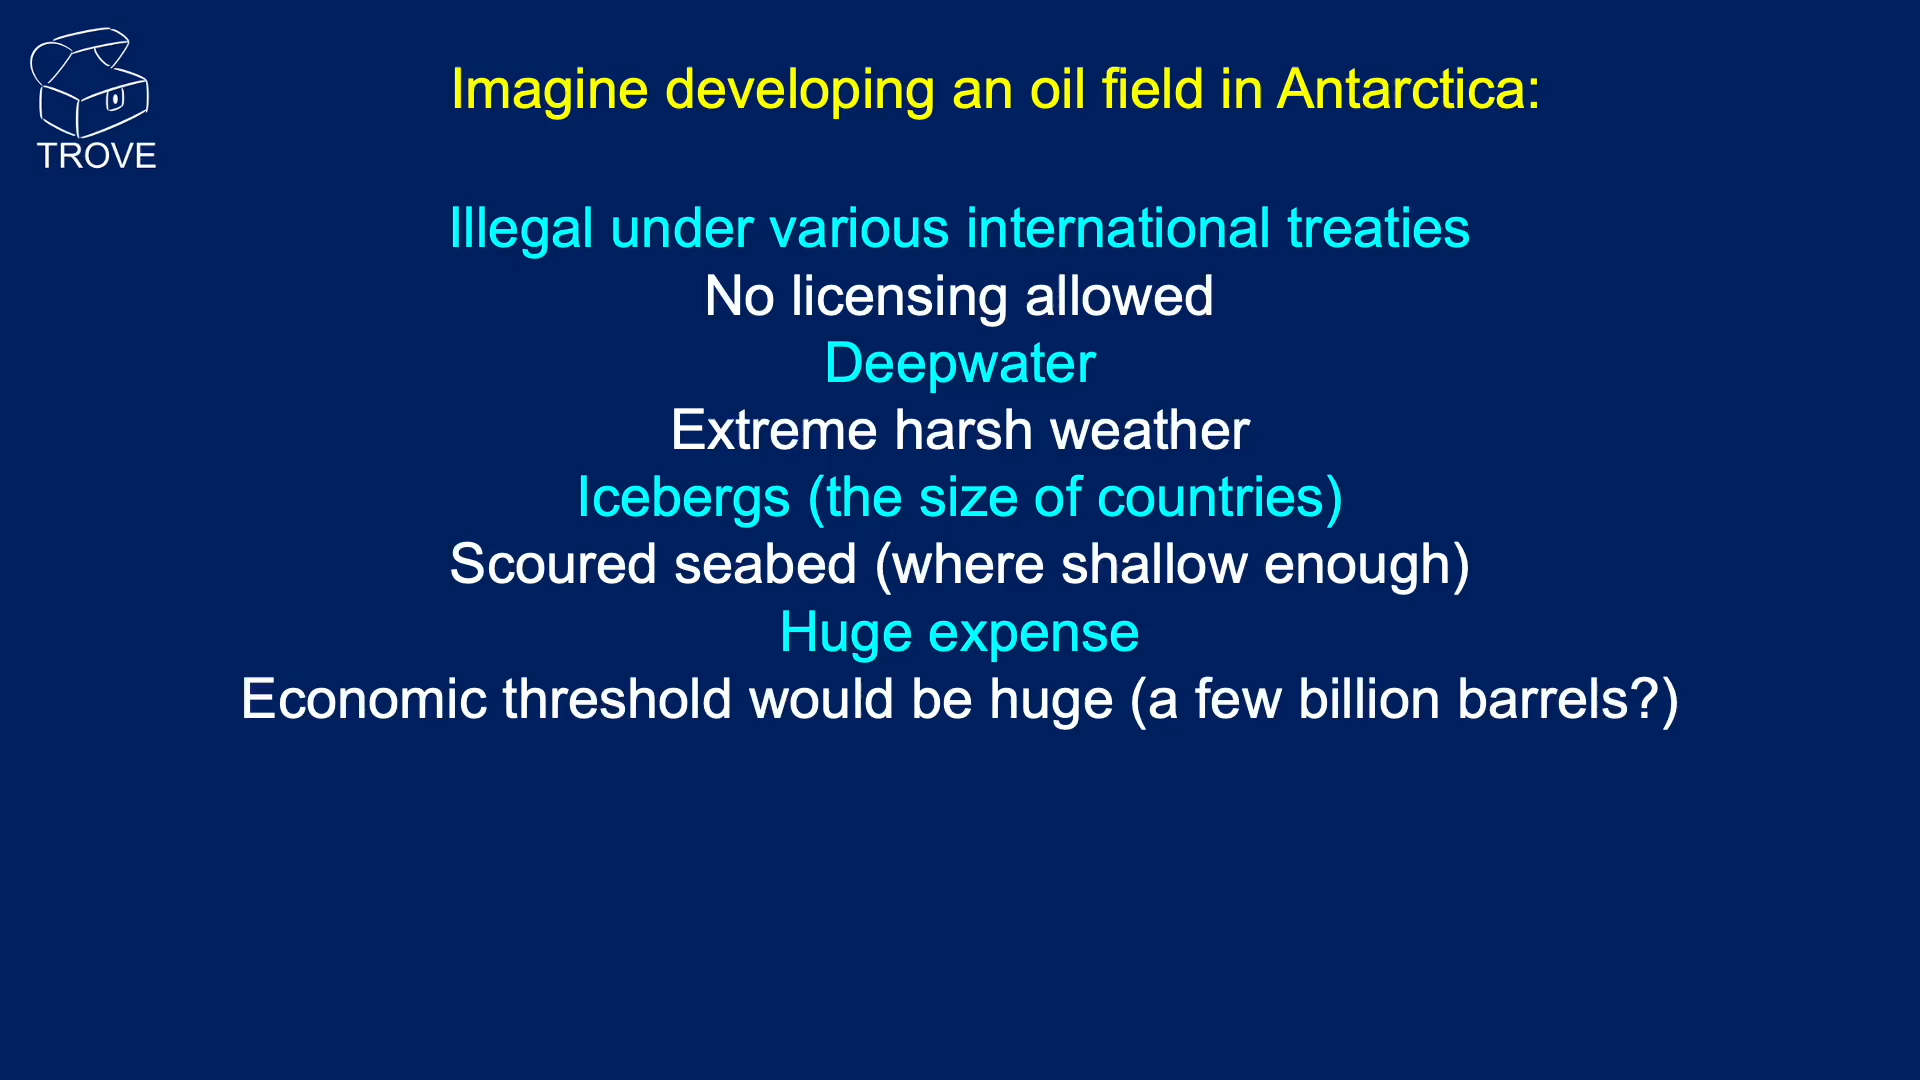 TROVE
Imagine developing an oil field in Antarctica:
Illegal under various international treaties
No licensing allowed
Deepwater
Extreme harsh weather
Icebergs (the size of countries)
Scoured seabed (where shallow enough)
Huge expense
Economic threshold would be huge (a few billion barrels?)